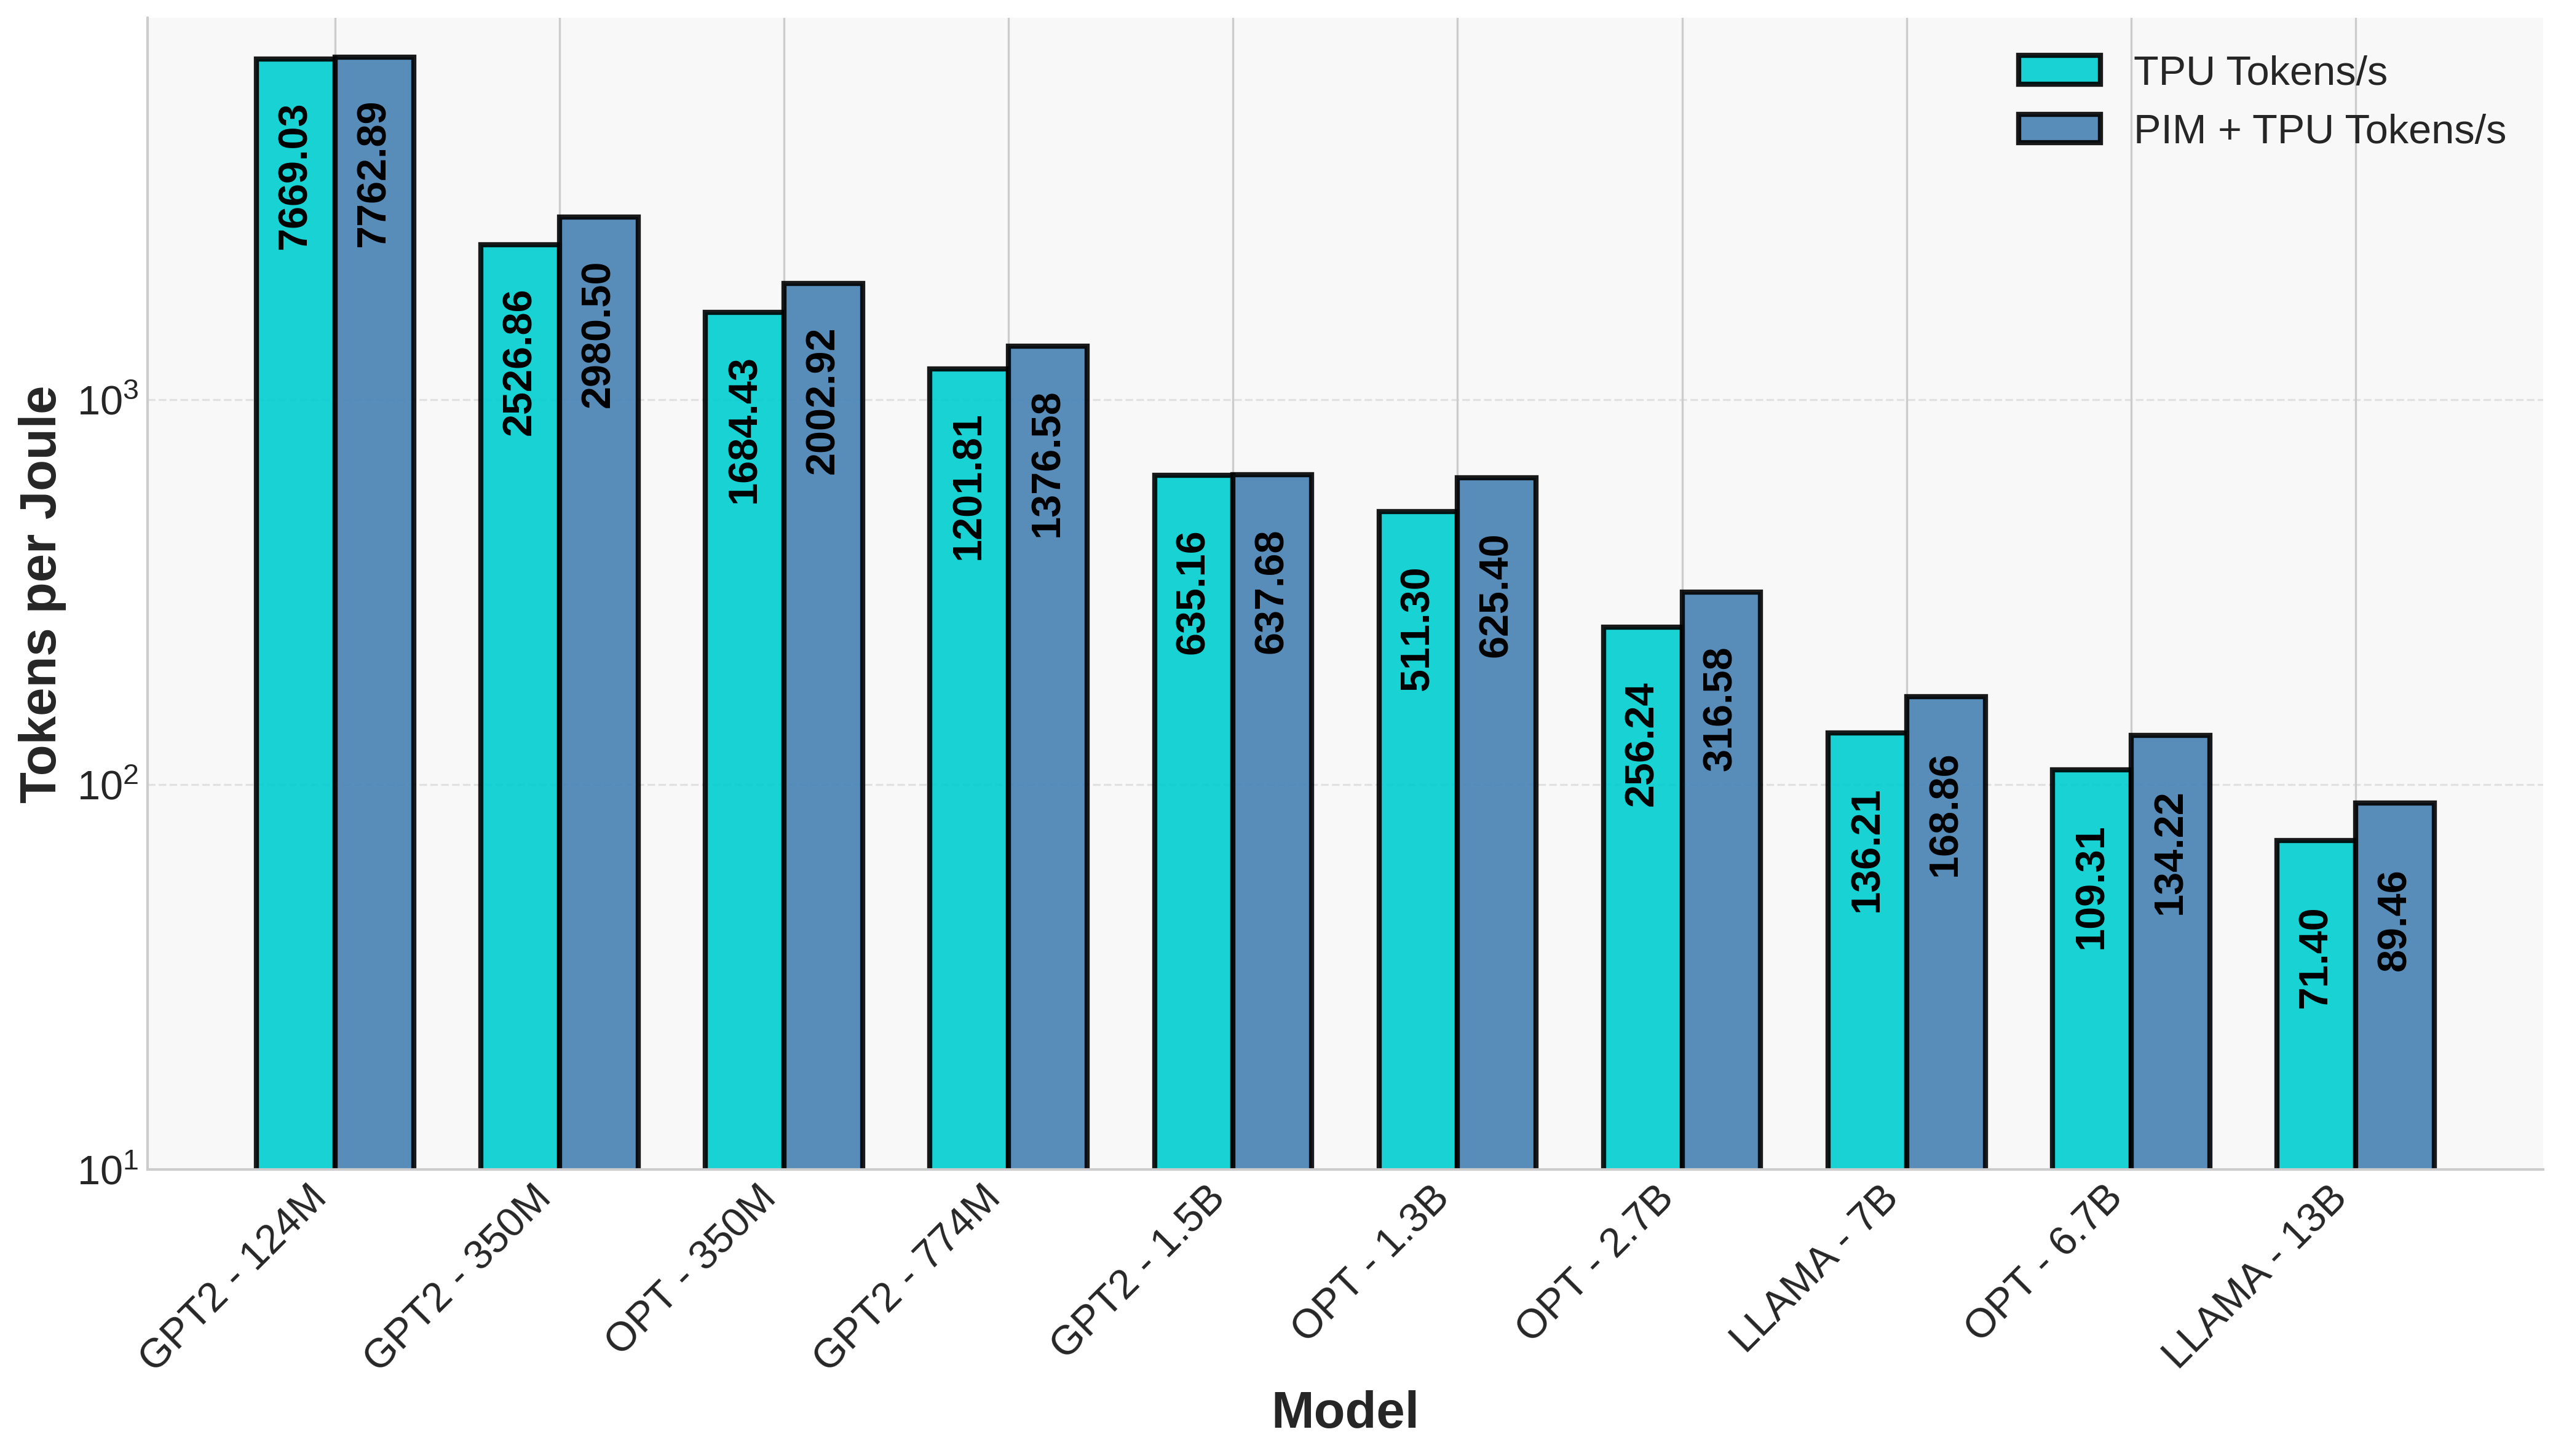 TPU Tokens/s
PIM + TPU Tokens/s
Tokens per Joule
10³
10²
10¹
7669.03
7762.89
2526.86
2980.50
1684.43
2002.92
1201.81
1376.58
635.16
637.68
511.30
625.40
256.24
316.58
136.21
168.86
109.31
134.22
71.40
89.46
GPT2 - 124M
GPT2 - 350M
OPT - 350M
GPT2 - 774M
GPT2 - 1.5B
OPT - 1.3B
OPT - 2.7B
LLAMA - 7B
OPT - 6.7B
LLAMA - 13B
Model